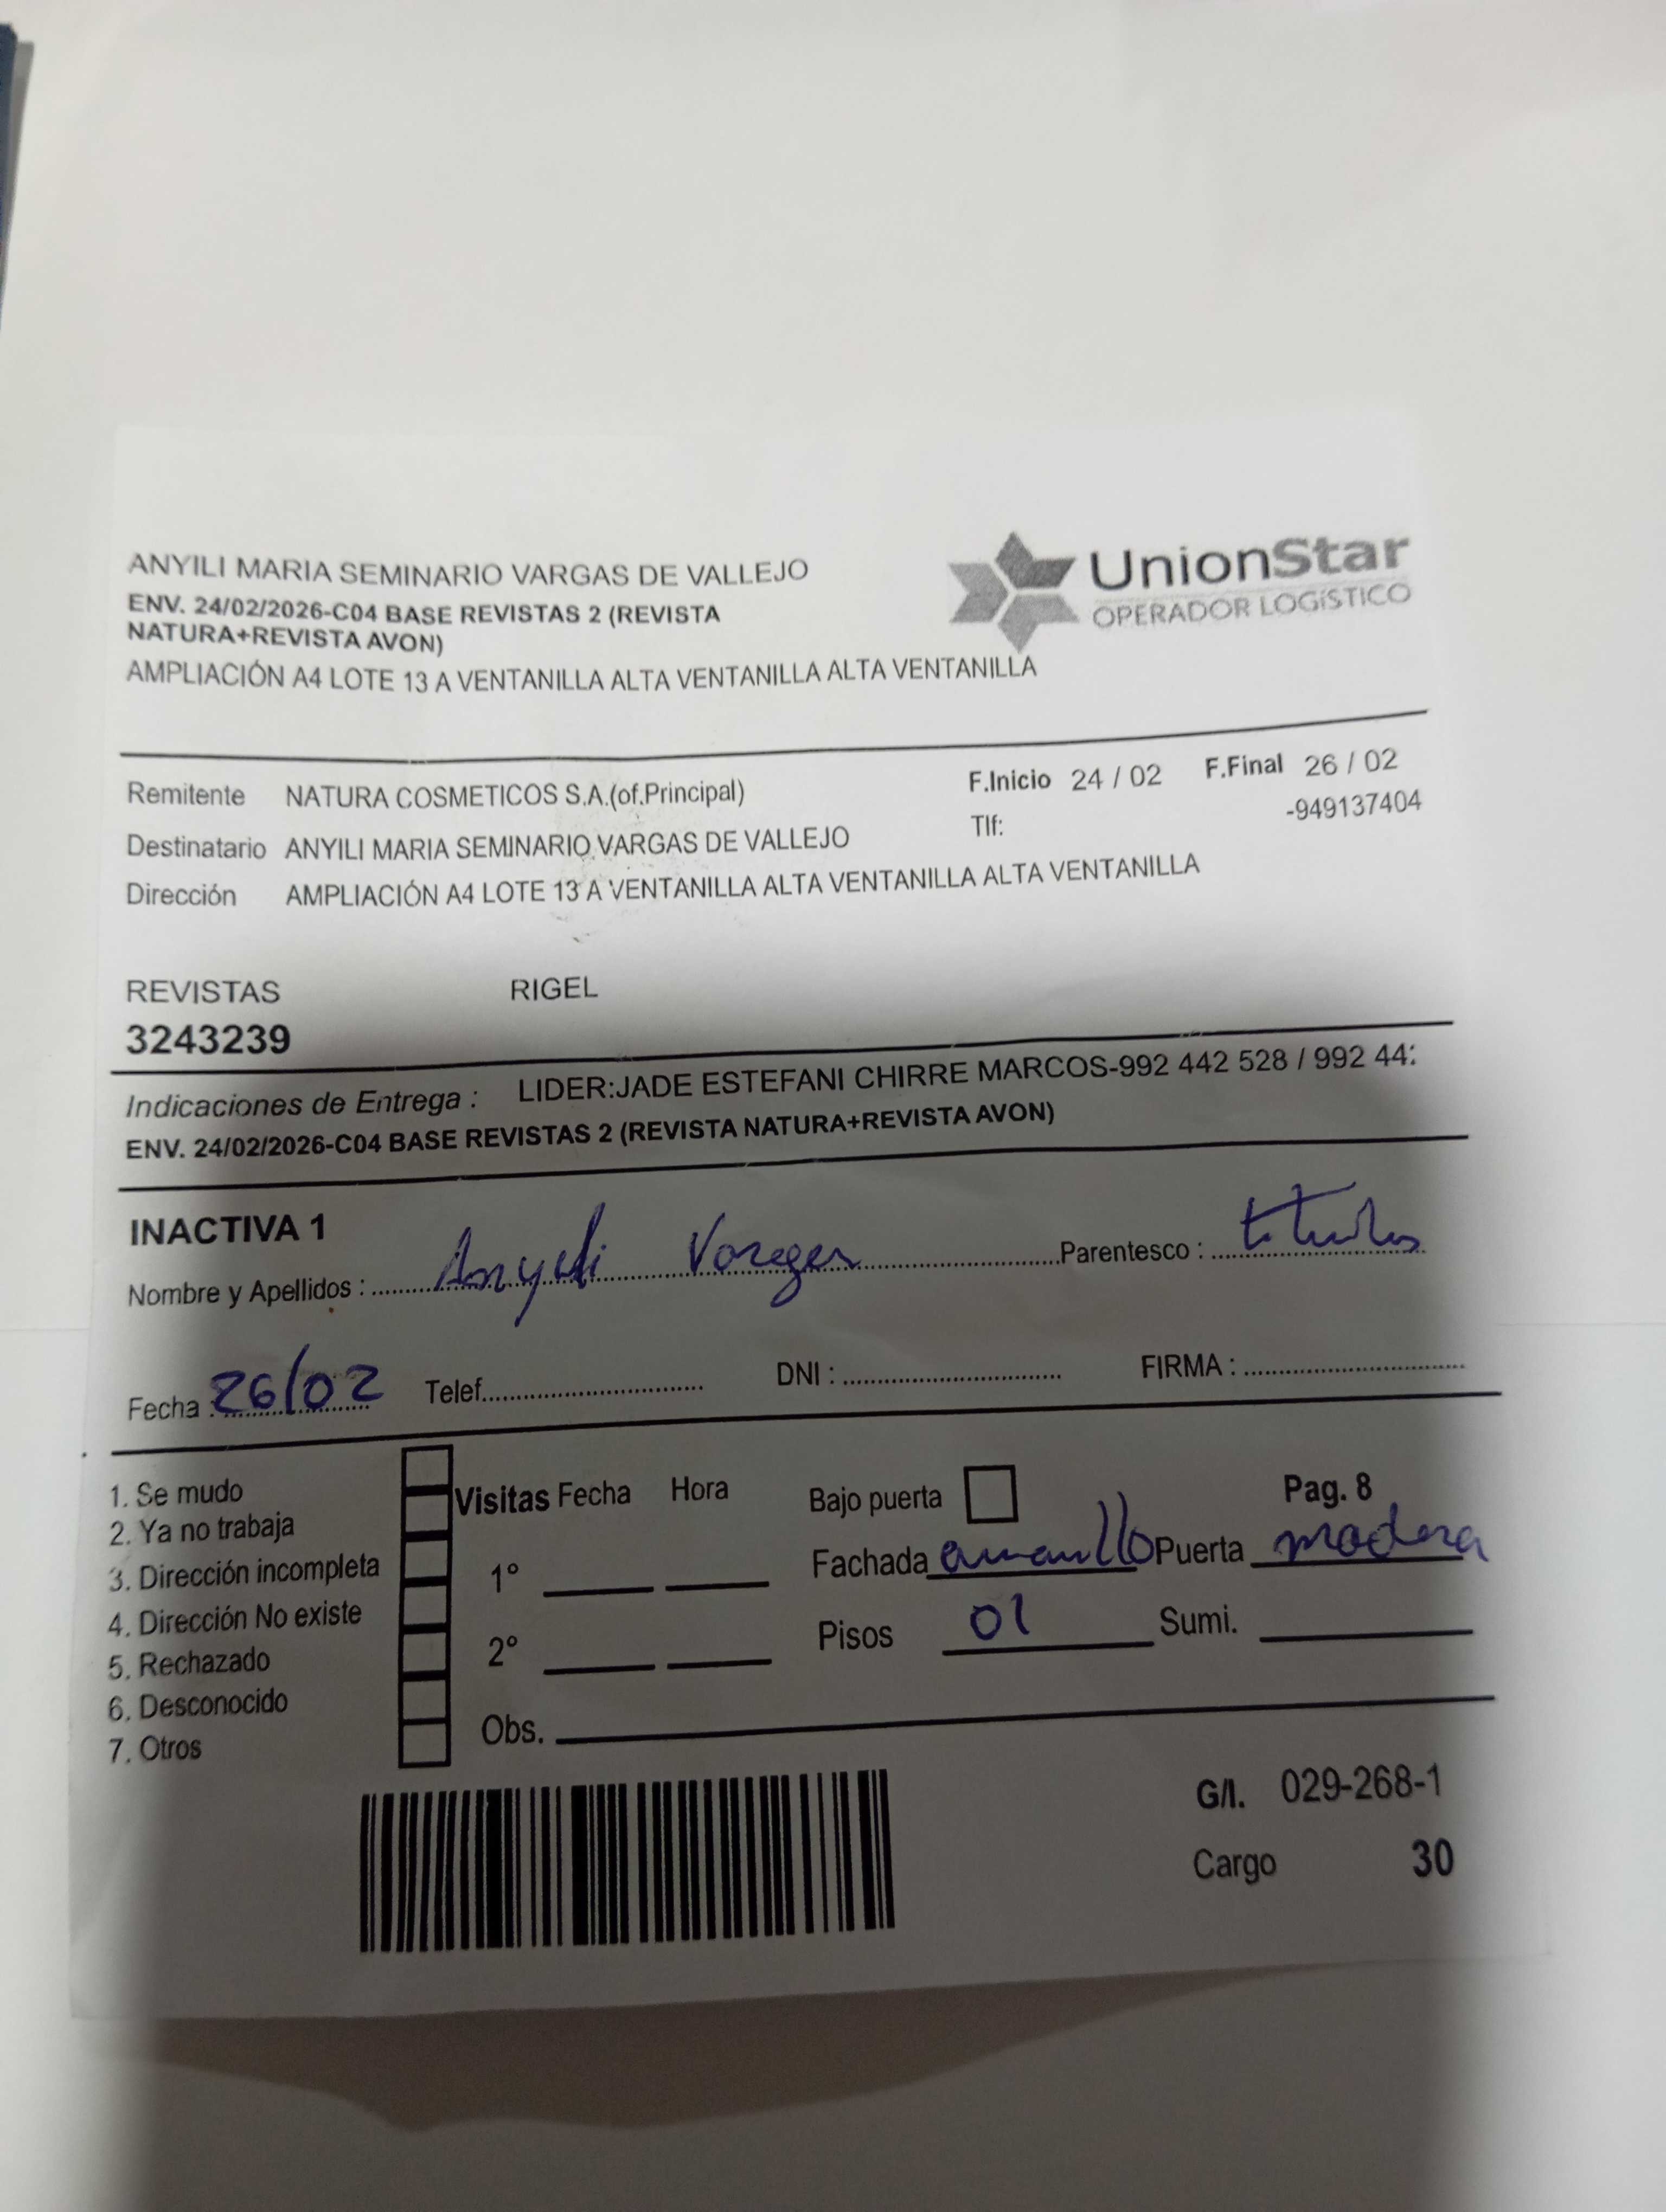 ANYILI MARIA SEMINARIO VARGAS DE VALLEJO
ENV. 24/02/2026-C04 BASE REVISTAS 2 (REVISTA
NATURA+REVISTA AVON)
AMPLIACIÓN A4 LOTE 13 A VENTANILLA ALTA VENTANILLA ALTA VENTANILLA
UnionStar
OPERADOR LOGÍSTICO
Remitente NATURA COSMETICOS S.A.(of.Principal)
F.Inicio 24 / 02 F.Final 26 / 02
Destinatario ANYILI MARIA SEMINARIO VARGAS DE VALLEJO
Tlf: -949137404
Dirección AMPLIACIÓN A4 LOTE 13 A VENTANILLA ALTA VENTANILLA ALTA VENTANILLA
REVISTAS RIGEL
3243239
Indicaciones de Entrega : LIDER:JADE ESTEFANI CHIRRE MARCOS-992 442 528 / 992 44
ENV. 24/02/2026-C04 BASE REVISTAS 2 (REVISTA NATURA+REVISTA AVON)
INACTIVA 1
Nombre y Apellidos : Parentesco :
Fecha : 26/02 Telef. DNI : FIRMA :
1. Se mudo
2. Ya no trabaja
3. Dirección incompleta
4. Dirección No existe
5. Rechazado
6. Desconocido
7. Otros
Visitas Fecha Hora
1°
2°
Obs.
Bajo puerta Pag. 8
Fachada amarillo Puerta madera
Pisos 01 Sumi.
G/I. 029-268-1
Cargo 30